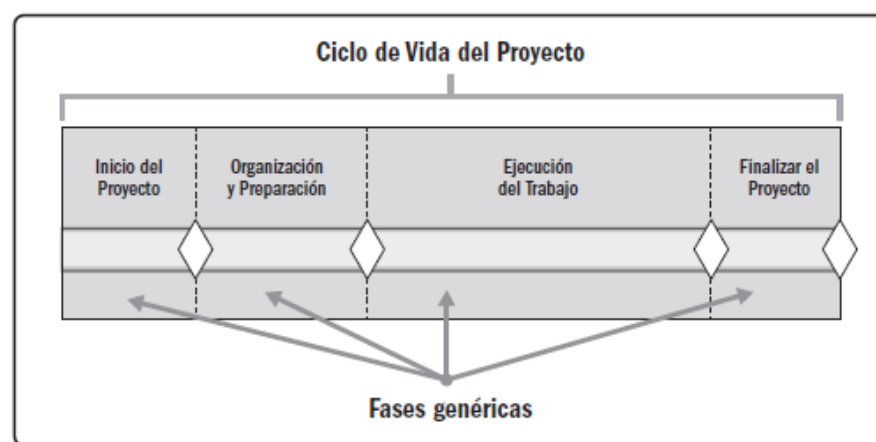 Ciclo de Vida del Proyecto
Inicio del
Proyecto
Organización
y Preparación
Ejecución
del Trabajo
Finalizar el
Proyecto
Fases genéricas